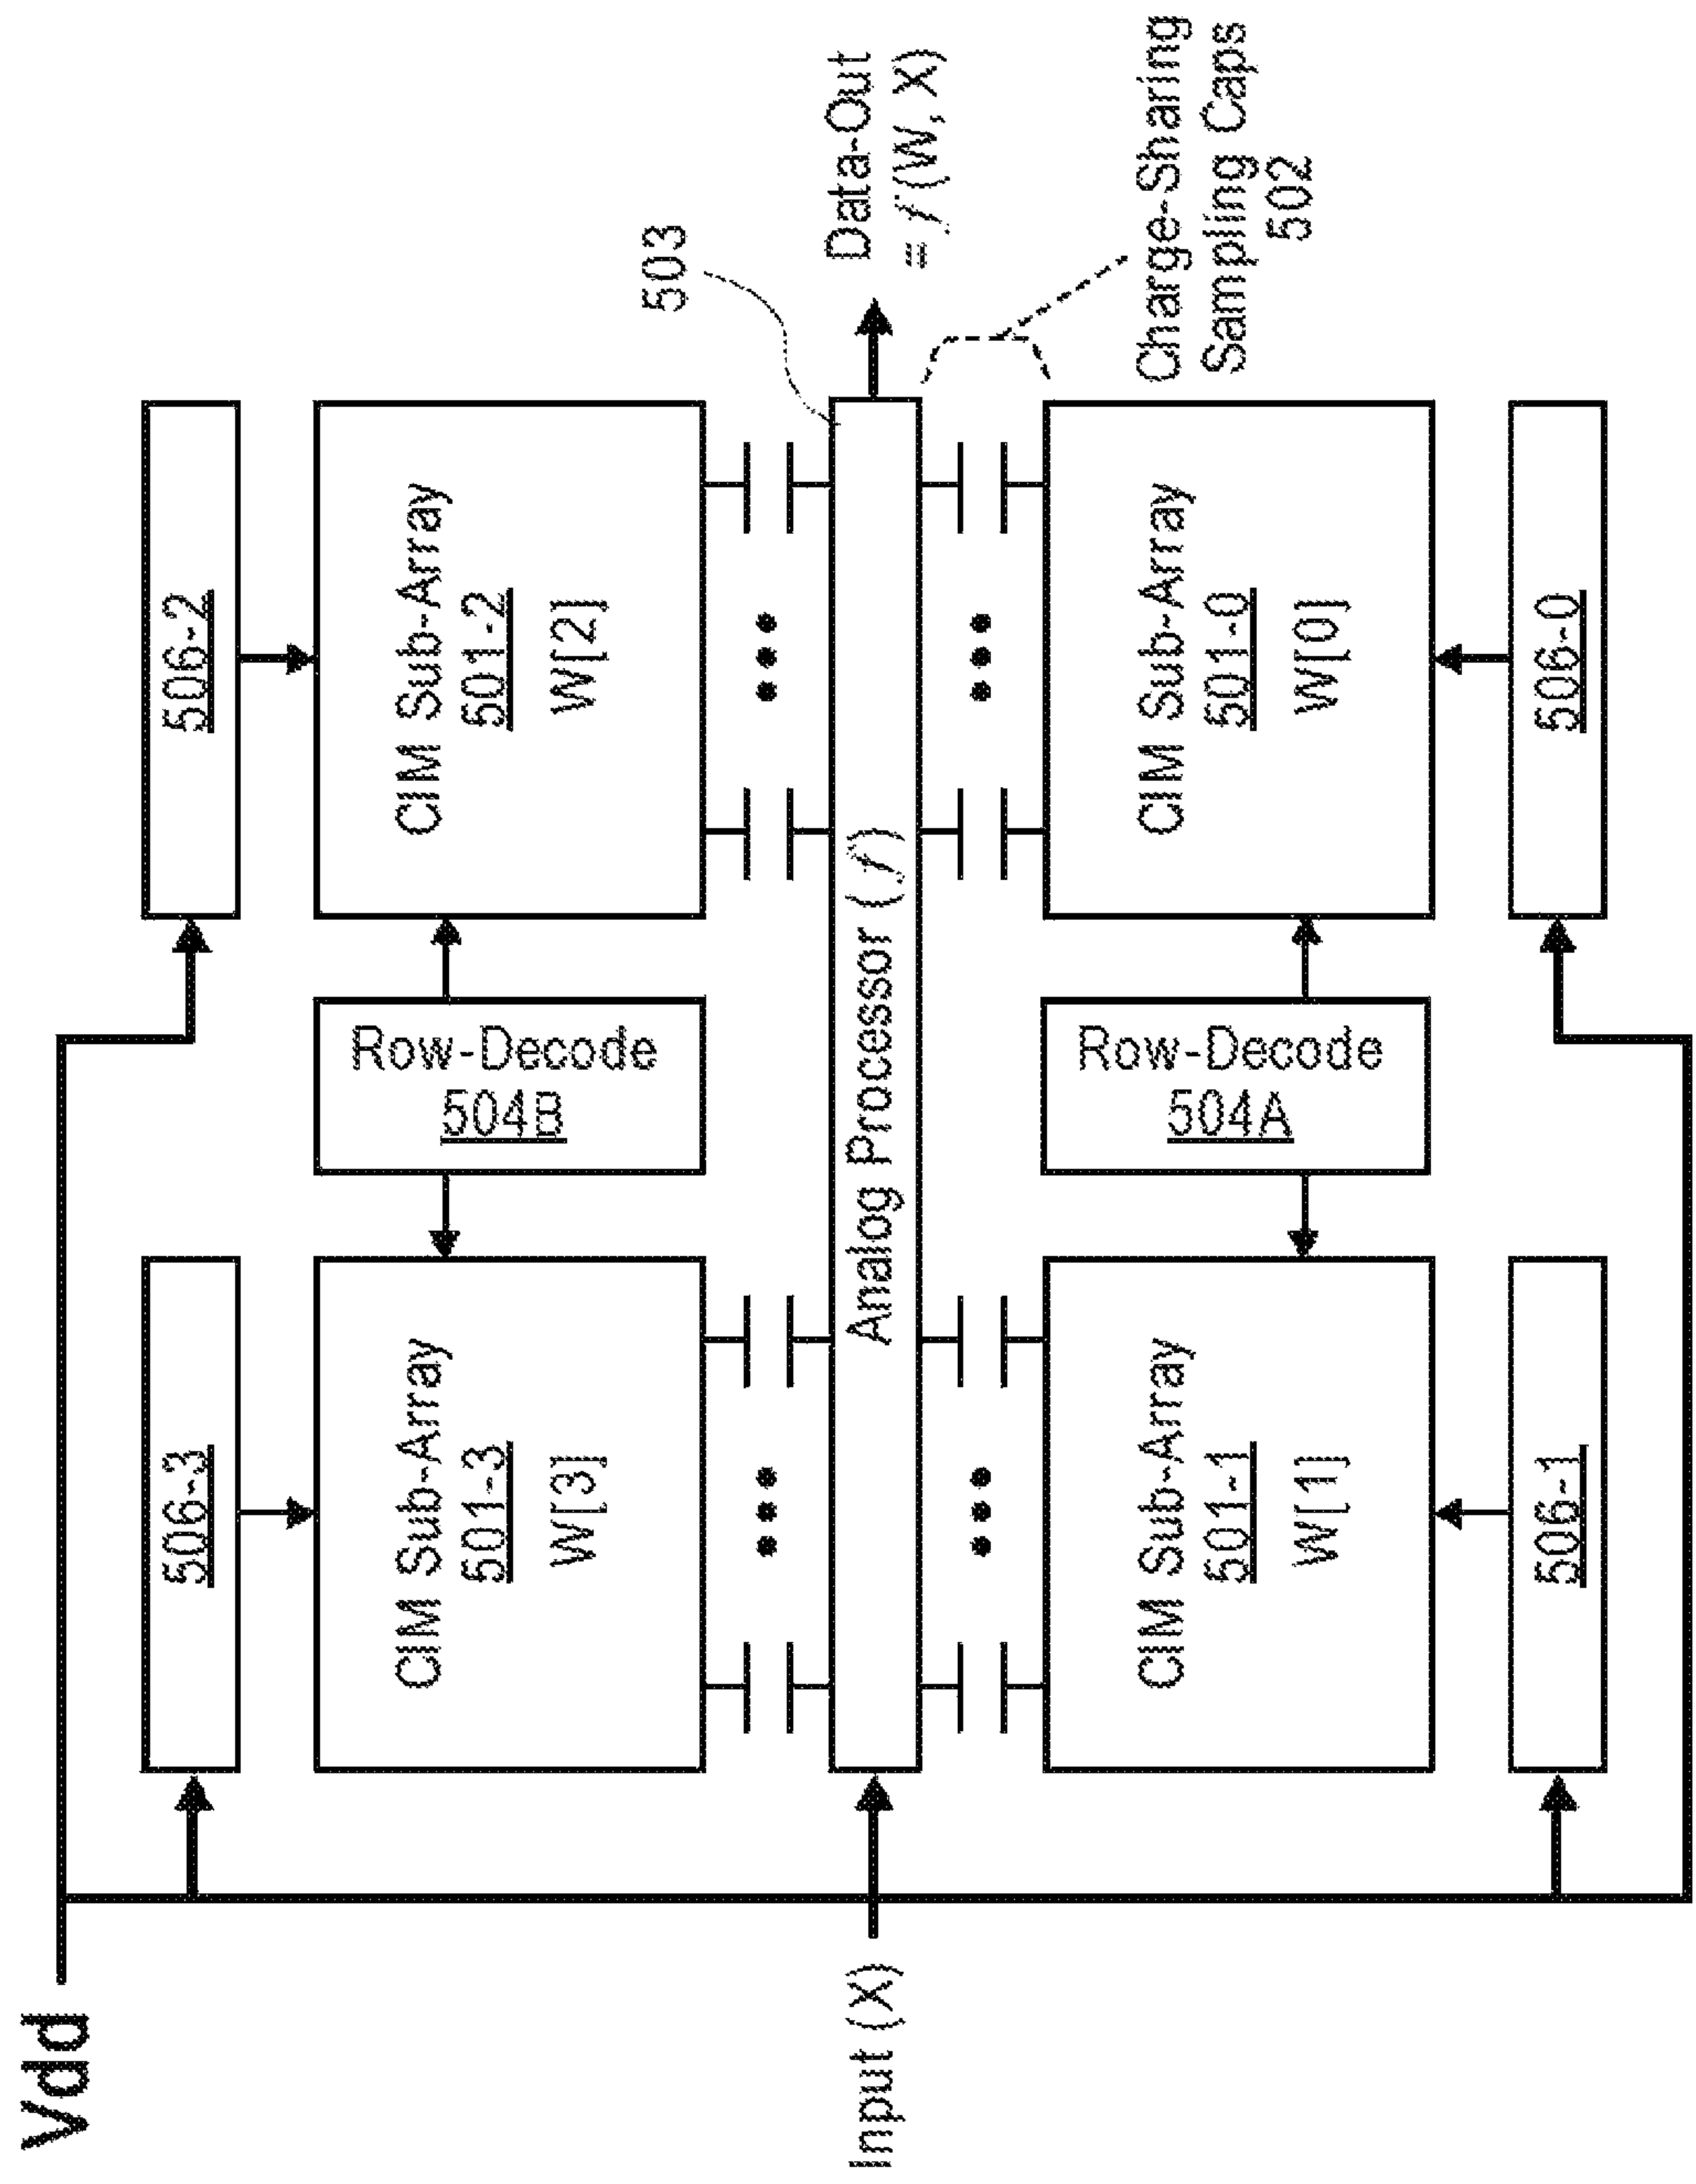 Vdd
506-3
506-2
CIM Sub-Array
501-3
W[3]
Row-Decode
504B
CIM Sub-Array
501-2
W[2]
503
Input (X)
Analog Processor (f)
Data-Out
= f (W, X)
Charge-Sharing
Sampling Caps
502
CIM Sub-Array
501-1
W[1]
Row-Decode
504A
CIM Sub-Array
501-0
W[0]
506-1
506-0